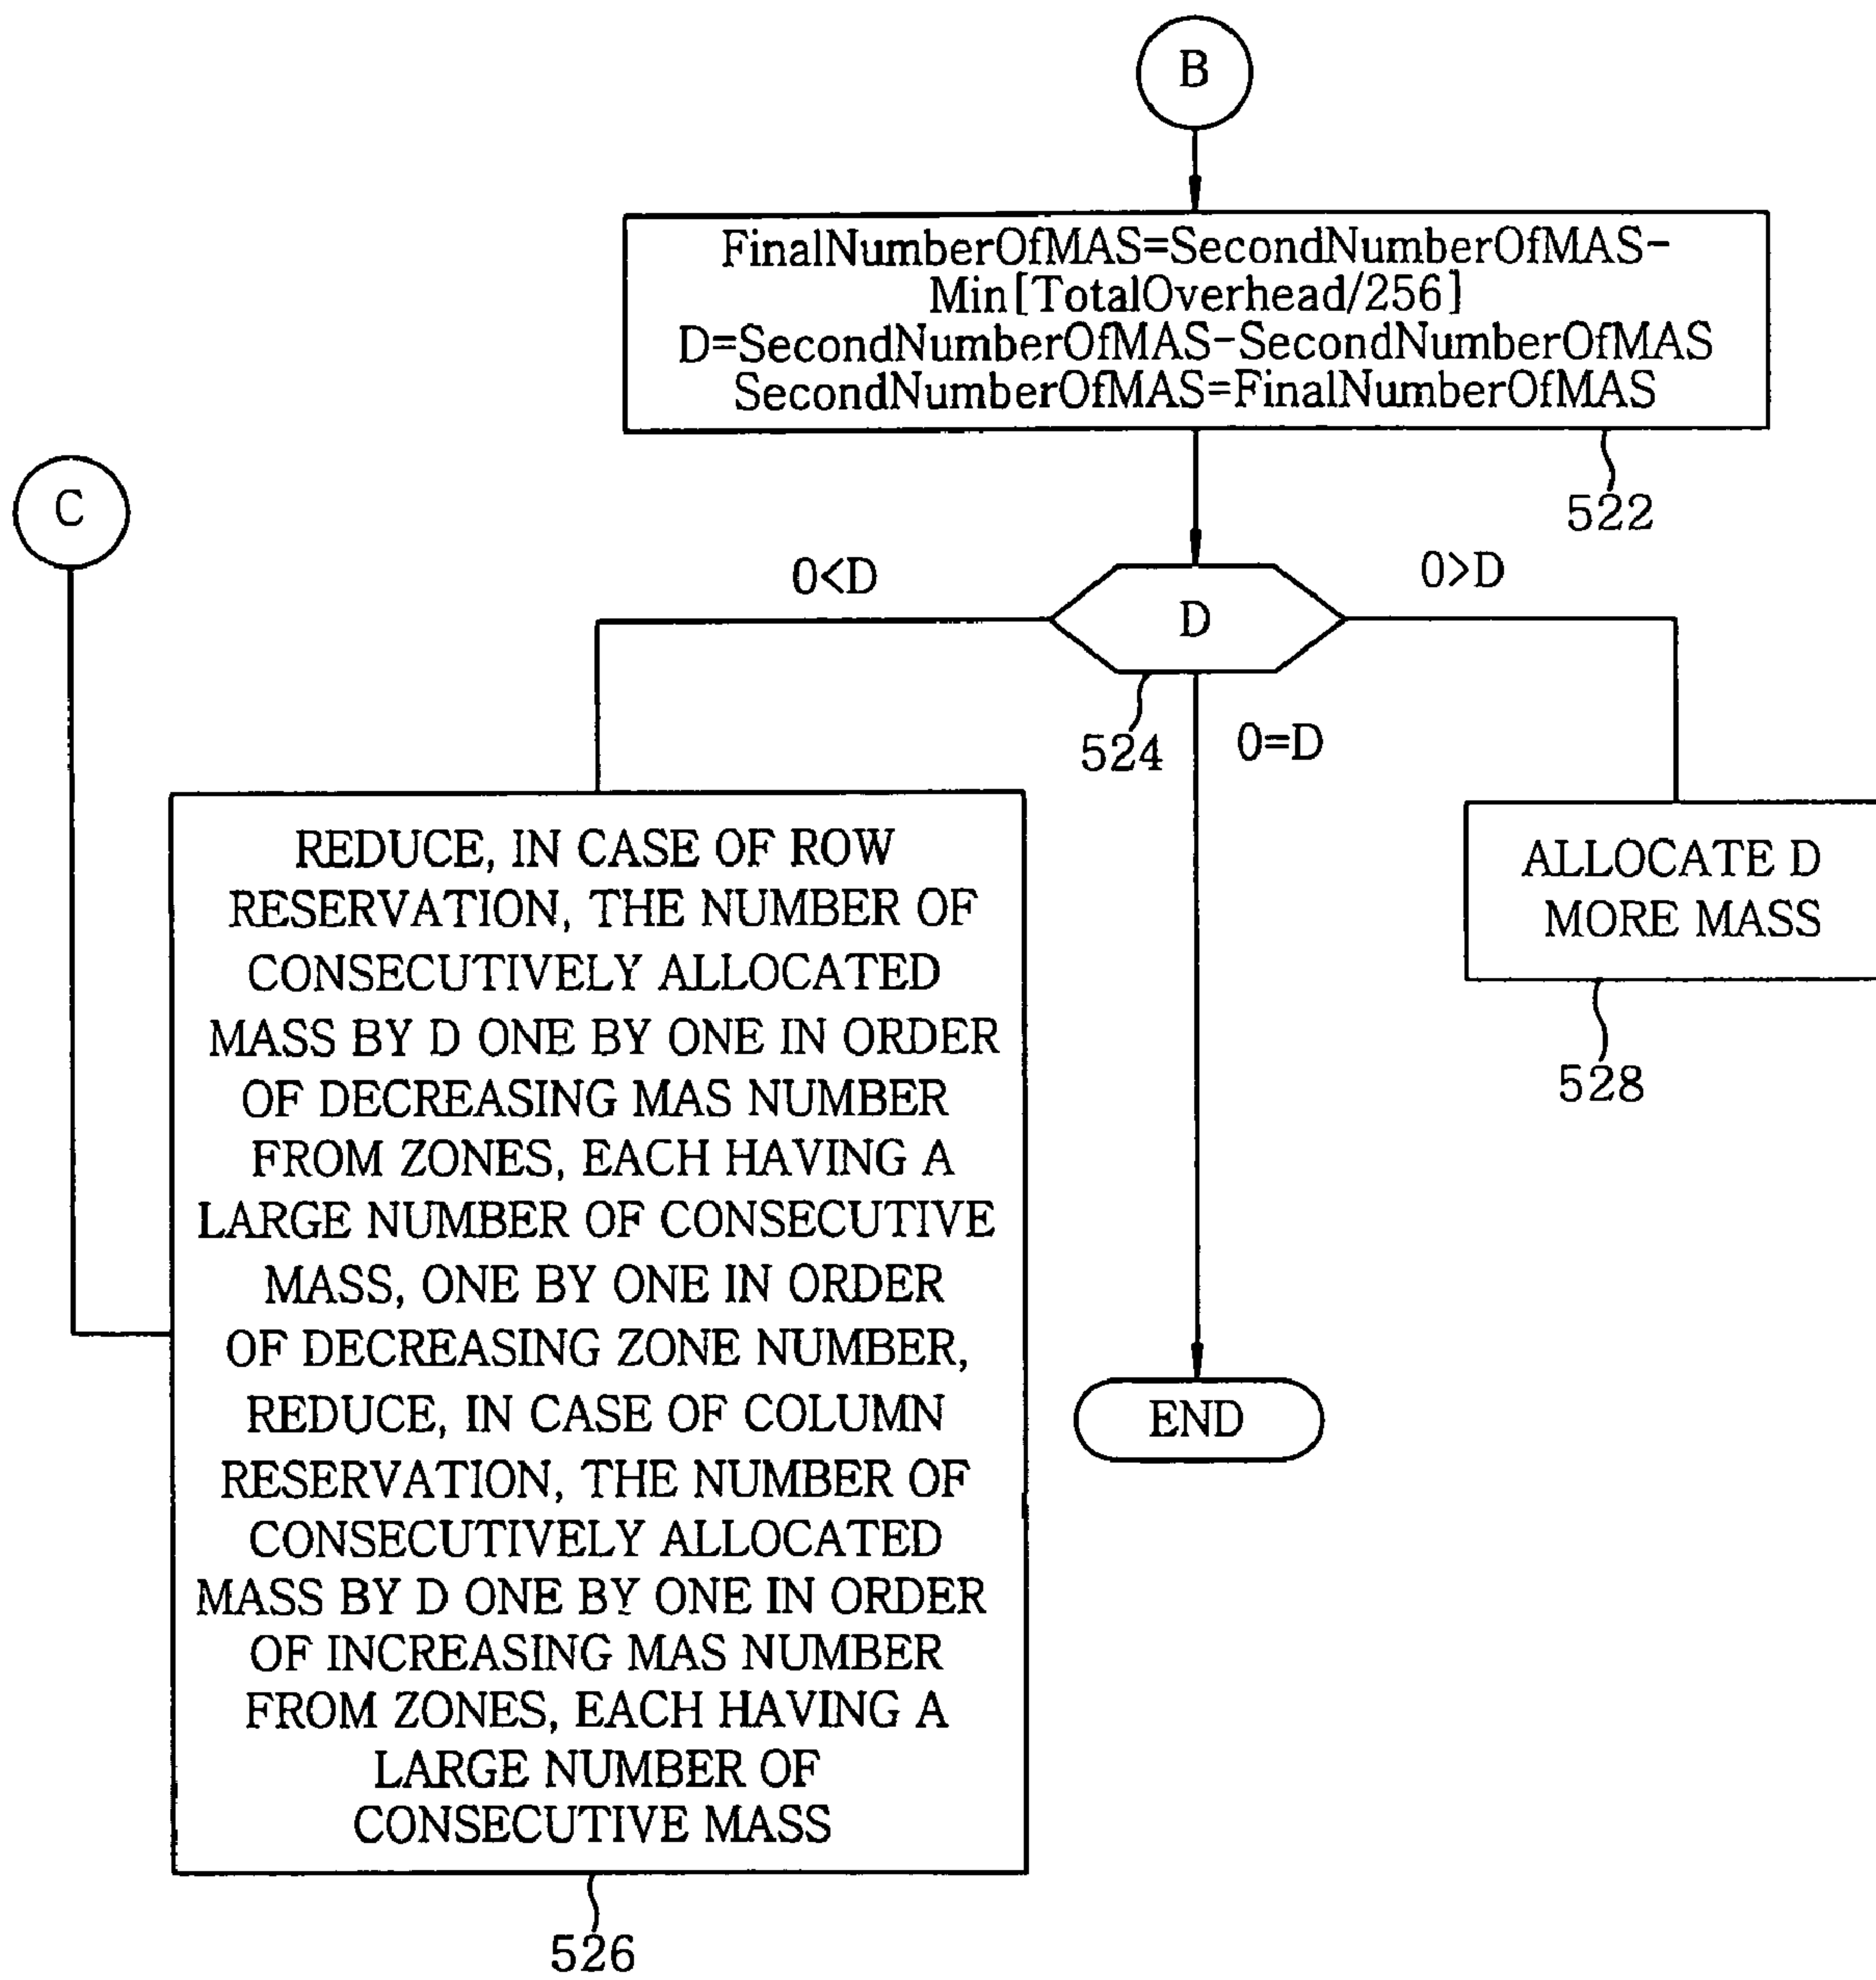 B
FinalNumberOfMAS=SecondNumberOfMAS-
Min[TotalOverhead/256]
D=SecondNumberOfMAS-SecondNumberOfMAS
SecondNumberOfMAS=FinalNumberOfMAS
522
C
0<D
D
0>D
524
0=D
REDUCE, IN CASE OF ROW
RESERVATION, THE NUMBER OF
CONSECUTIVELY ALLOCATED
MASS BY D ONE BY ONE IN ORDER
OF DECREASING MAS NUMBER
FROM ZONES, EACH HAVING A
LARGE NUMBER OF CONSECUTIVE
MASS, ONE BY ONE IN ORDER
OF DECREASING ZONE NUMBER,
REDUCE, IN CASE OF COLUMN
RESERVATION, THE NUMBER OF
CONSECUTIVELY ALLOCATED
MASS BY D ONE BY ONE IN ORDER
OF INCREASING MAS NUMBER
FROM ZONES, EACH HAVING A
LARGE NUMBER OF
CONSECUTIVE MASS
526
ALLOCATE D
MORE MASS
528
END